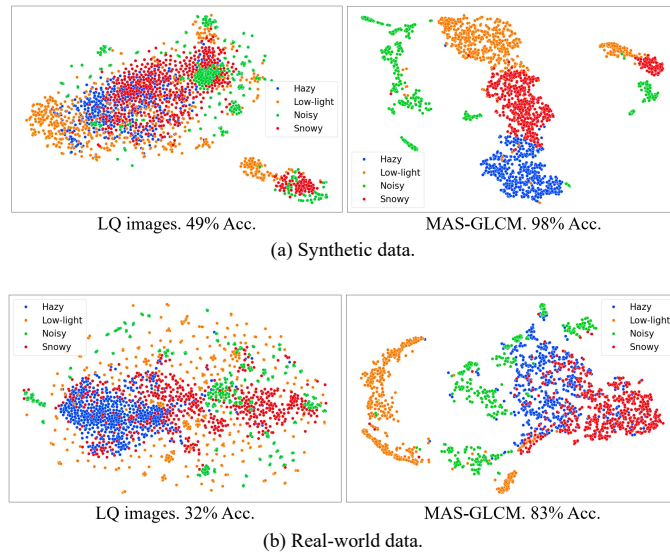 Hazy
Low-light
Noisy
Snowy
Hazy
Low-light
Noisy
Snowy
LQ images. 49% Acc.
MAS-GLCM. 98% Acc.
(a) Synthetic data.
Hazy
Low-light
Noisy
Snowy
Hazy
Low-light
Noisy
Snowy
LQ images. 32% Acc.
MAS-GLCM. 83% Acc.
(b) Real-world data.